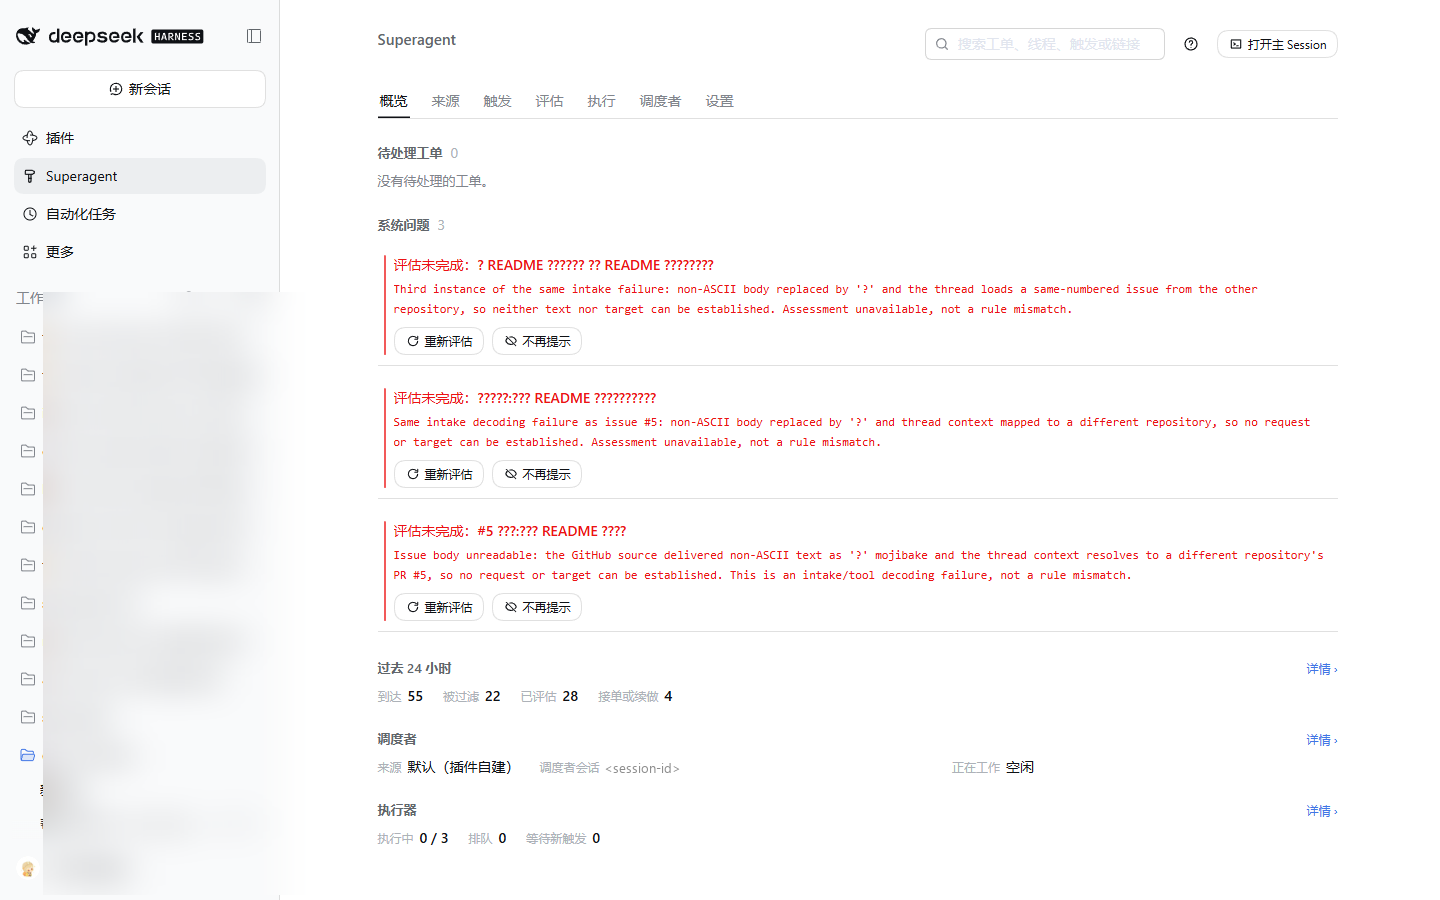 deepseek HARNESS
新会话
插件
Superagent
自动化任务
更多
工作
Superagent
搜索工单、线程、触发或链接
打开主 Session
概览 来源 触发 评估 执行 调度者 设置
待处理工单 0
没有待处理的工单。
系统问题 3
评估未完成：? README ?????? ?? README ????????
Third instance of the same intake failure: non-ASCII body replaced by '?' and the thread loads a same-numbered issue from the other
repository, so neither text nor target can be established. Assessment unavailable, not a rule mismatch.
重新评估 不再提示
评估未完成：?????:??? README ??????????
Same intake decoding failure as issue #5: non-ASCII body replaced by '?' and thread context mapped to a different repository, so no request
or target can be established. Assessment unavailable, not a rule mismatch.
重新评估 不再提示
评估未完成：#5 ???:??? README ????
Issue body unreadable: the GitHub source delivered non-ASCII text as '?' mojibake and the thread context resolves to a different repository's
PR #5, so no request or target can be established. This is an intake/tool decoding failure, not a rule mismatch.
重新评估 不再提示
过去 24 小时 详情 ›
到达 55 被过滤 22 已评估 28 接单或续做 4
调度者 详情 ›
来源 默认（插件自建） 调度者会话 <session-id> 正在工作 空闲
执行器 详情 ›
执行中 0 / 3 排队 0 等待新触发 0